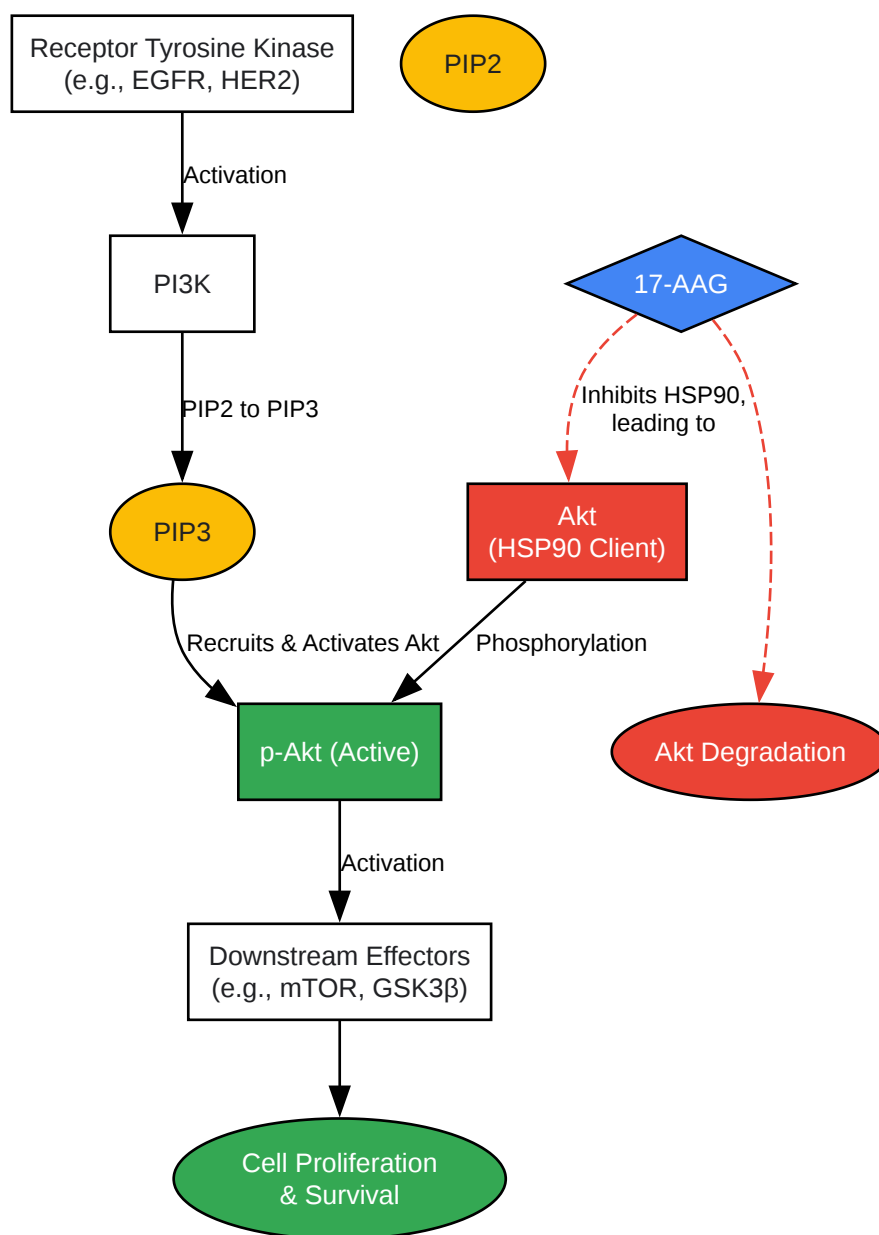 Receptor Tyrosine Kinase
(e.g., EGFR, HER2)
PIP2
Activation
PI3K
17-AAG
PIP2 to PIP3
Inhibits HSP90,
leading to
PIP3
Akt
(HSP90 Client)
Recruits & Activates Akt
Phosphorylation
p-Akt (Active)
Akt Degradation
Activation
Downstream Effectors
(e.g., mTOR, GSK3β)
Cell Proliferation
& Survival